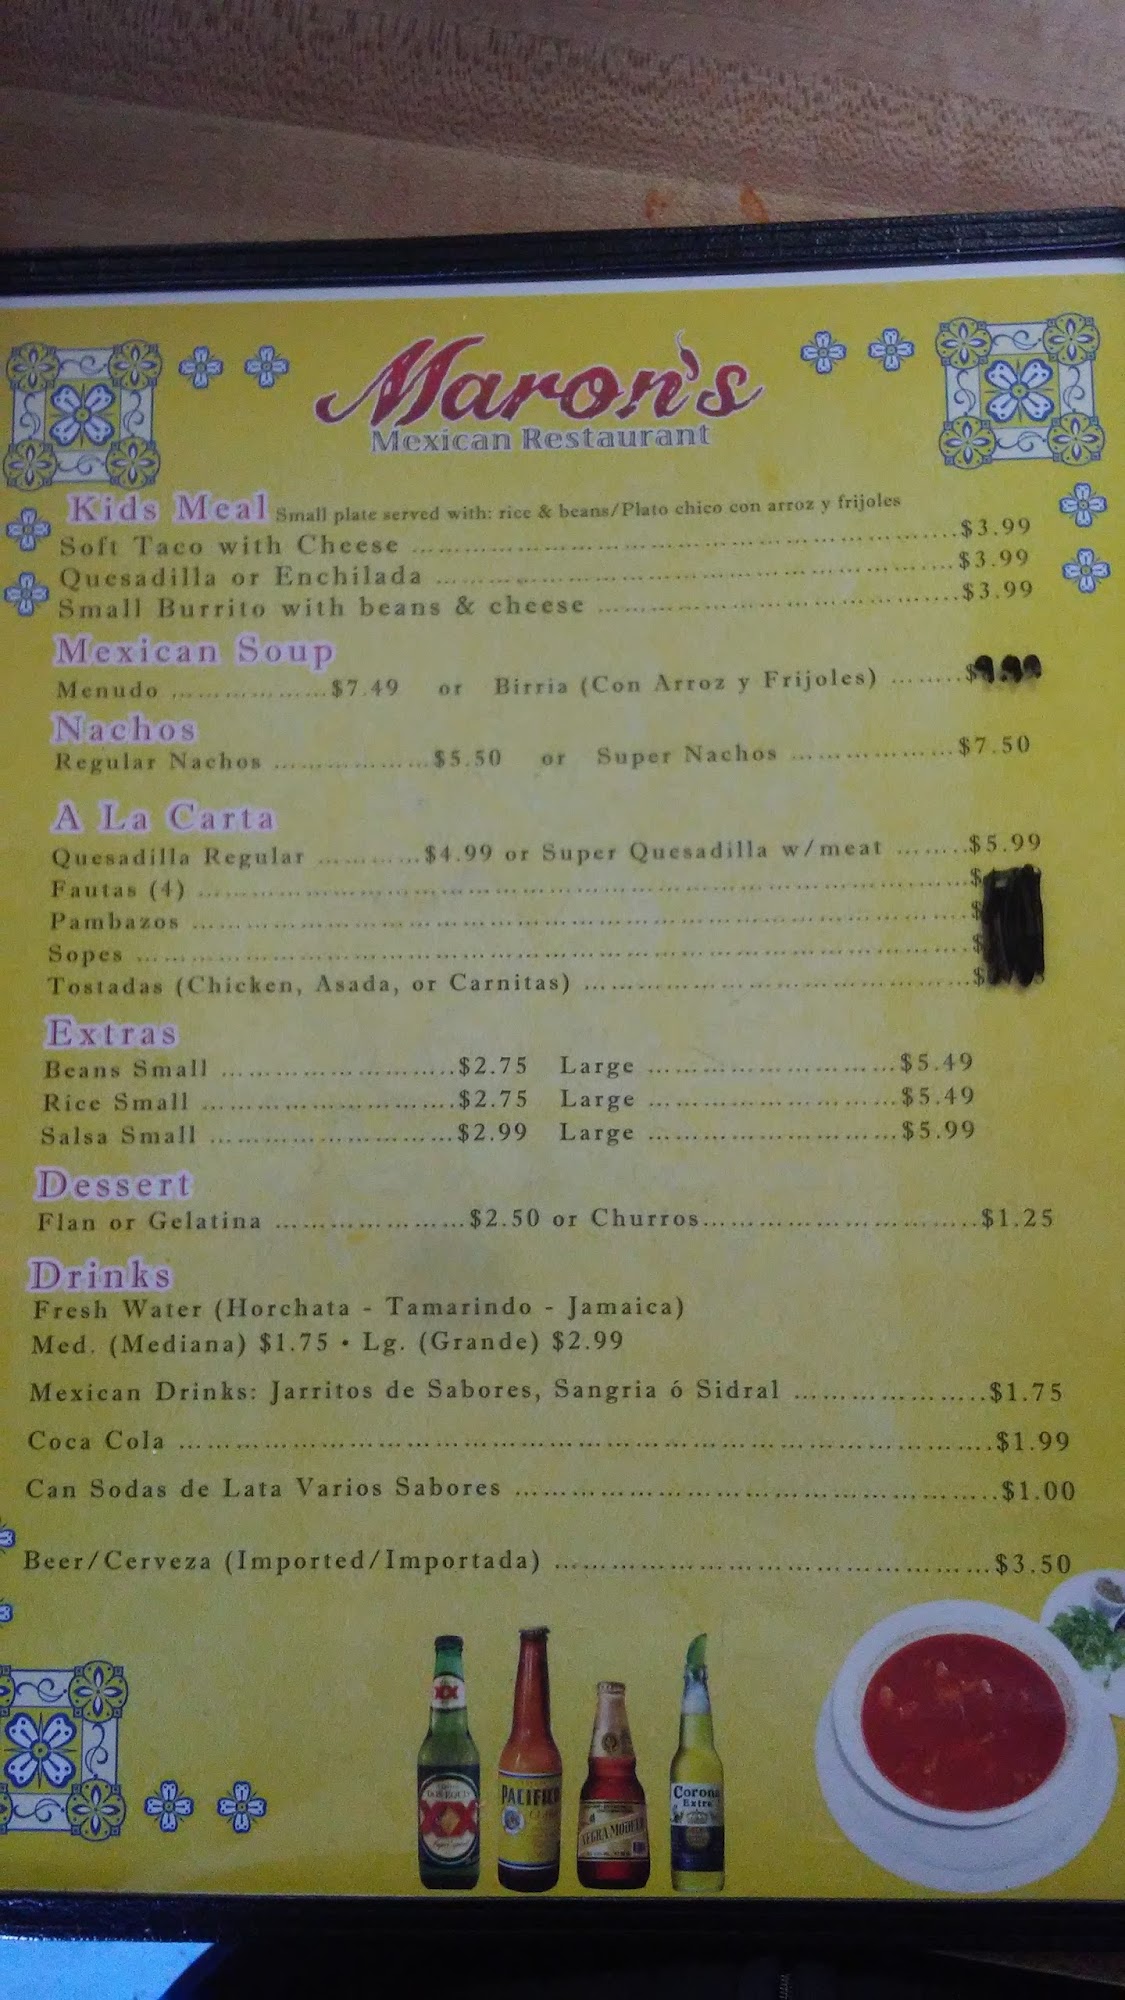 Maron's
Mexican Restaurant
Kids Meal Small plate served with: rice & beans/Plato chico con arroz y frijoles
Soft Taco with Cheese ........ $3.99
Quesadilla or Enchilada ........ $3.99
Small Burrito with beans & cheese ........ $3.99
Mexican Soup
Menudo ........ $7.49 or Birria (Con Arroz y Frijoles) ........ $
Nachos
Regular Nachos ........ $5.50 or Super Nachos ........ $7.50
A La Carta
Quesadilla Regular ........ $4.99 or Super Quesadilla w/meat ........ $5.99
Fautas (4) ........ $
Pambazos ........ $
Sopes ........ $
Tostadas (Chicken, Asada, or Carnitas) ........ $
Extras
Beans Small ........ $2.75 Large ........ $5.49
Rice Small ........ $2.75 Large ........ $5.49
Salsa Small ........ $2.99 Large ........ $5.99
Dessert
Flan or Gelatina ........ $2.50 or Churros ........ $1.25
Drinks
Fresh Water (Horchata - Tamarindo - Jamaica)
Med. (Mediana) $1.75 • Lg. (Grande) $2.99
Mexican Drinks: Jarritos de Sabores, Sangria ó Sidral ........ $1.75
Coca Cola ........ $1.99
Can Sodas de Lata Varios Sabores ........ $1.00
Beer/Cerveza (Imported/Importada) ........ $3.50
XX
XX
PACIFICO
NEGRA MODELO
Corona
Extra